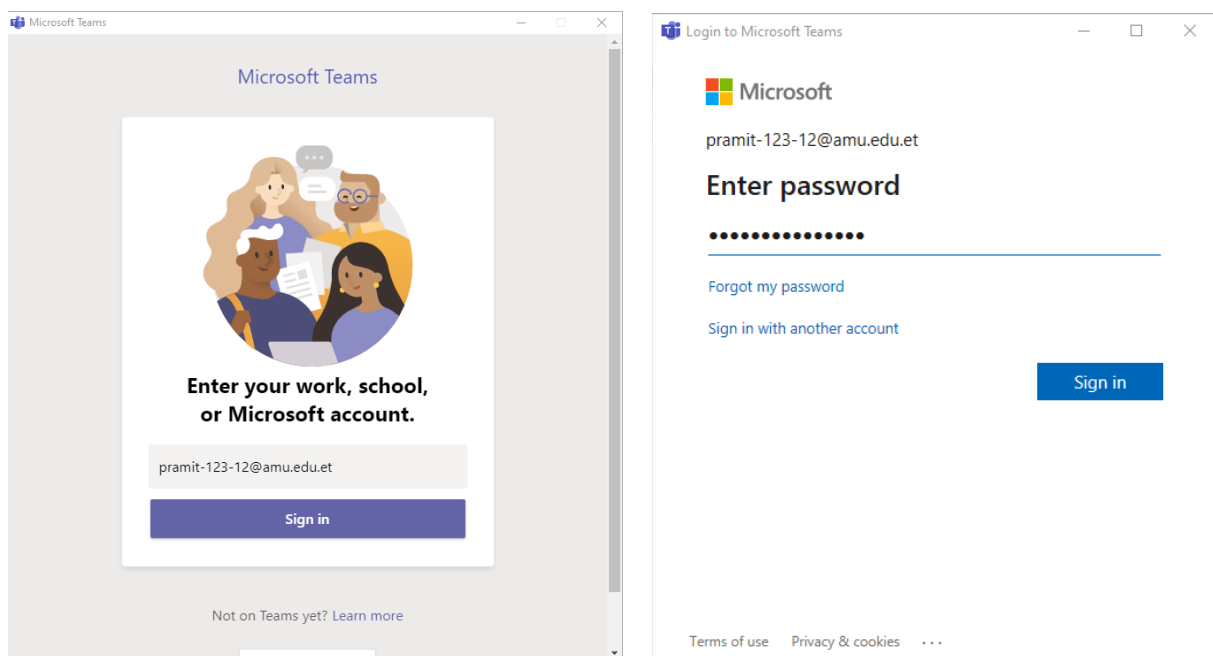 Microsoft Teams
Microsoft Teams
Enter your work, school,
or Microsoft account.
pramit-123-12@amu.edu.et
Sign in
Not on Teams yet? Learn more
Login to Microsoft Teams
Microsoft
pramit-123-12@amu.edu.et
Enter password
Forgot my password
Sign in with another account
Sign in
Terms of use Privacy & cookies ...